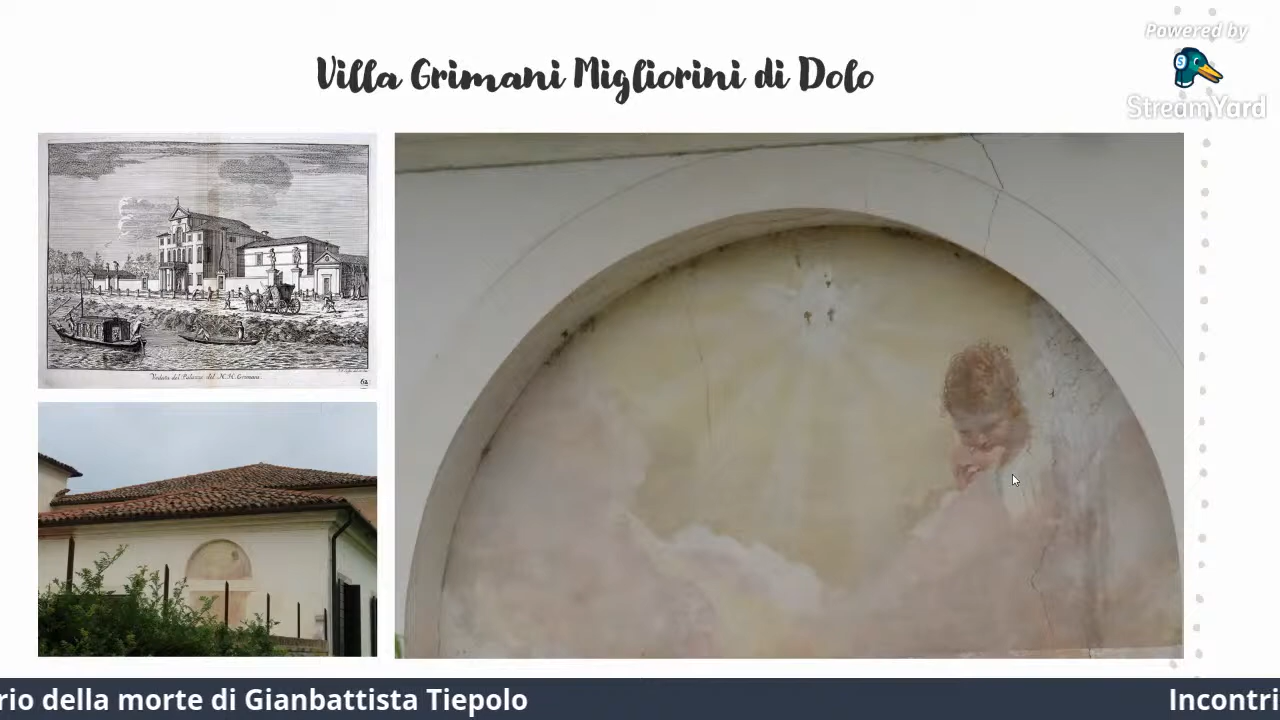 Villa Grimani Migliorini di Dolo
Powered by
StreamYard
Veduta del Palazzo del N.H. Grimani
62
rio della morte di Gianbattista Tiepolo
Incontri